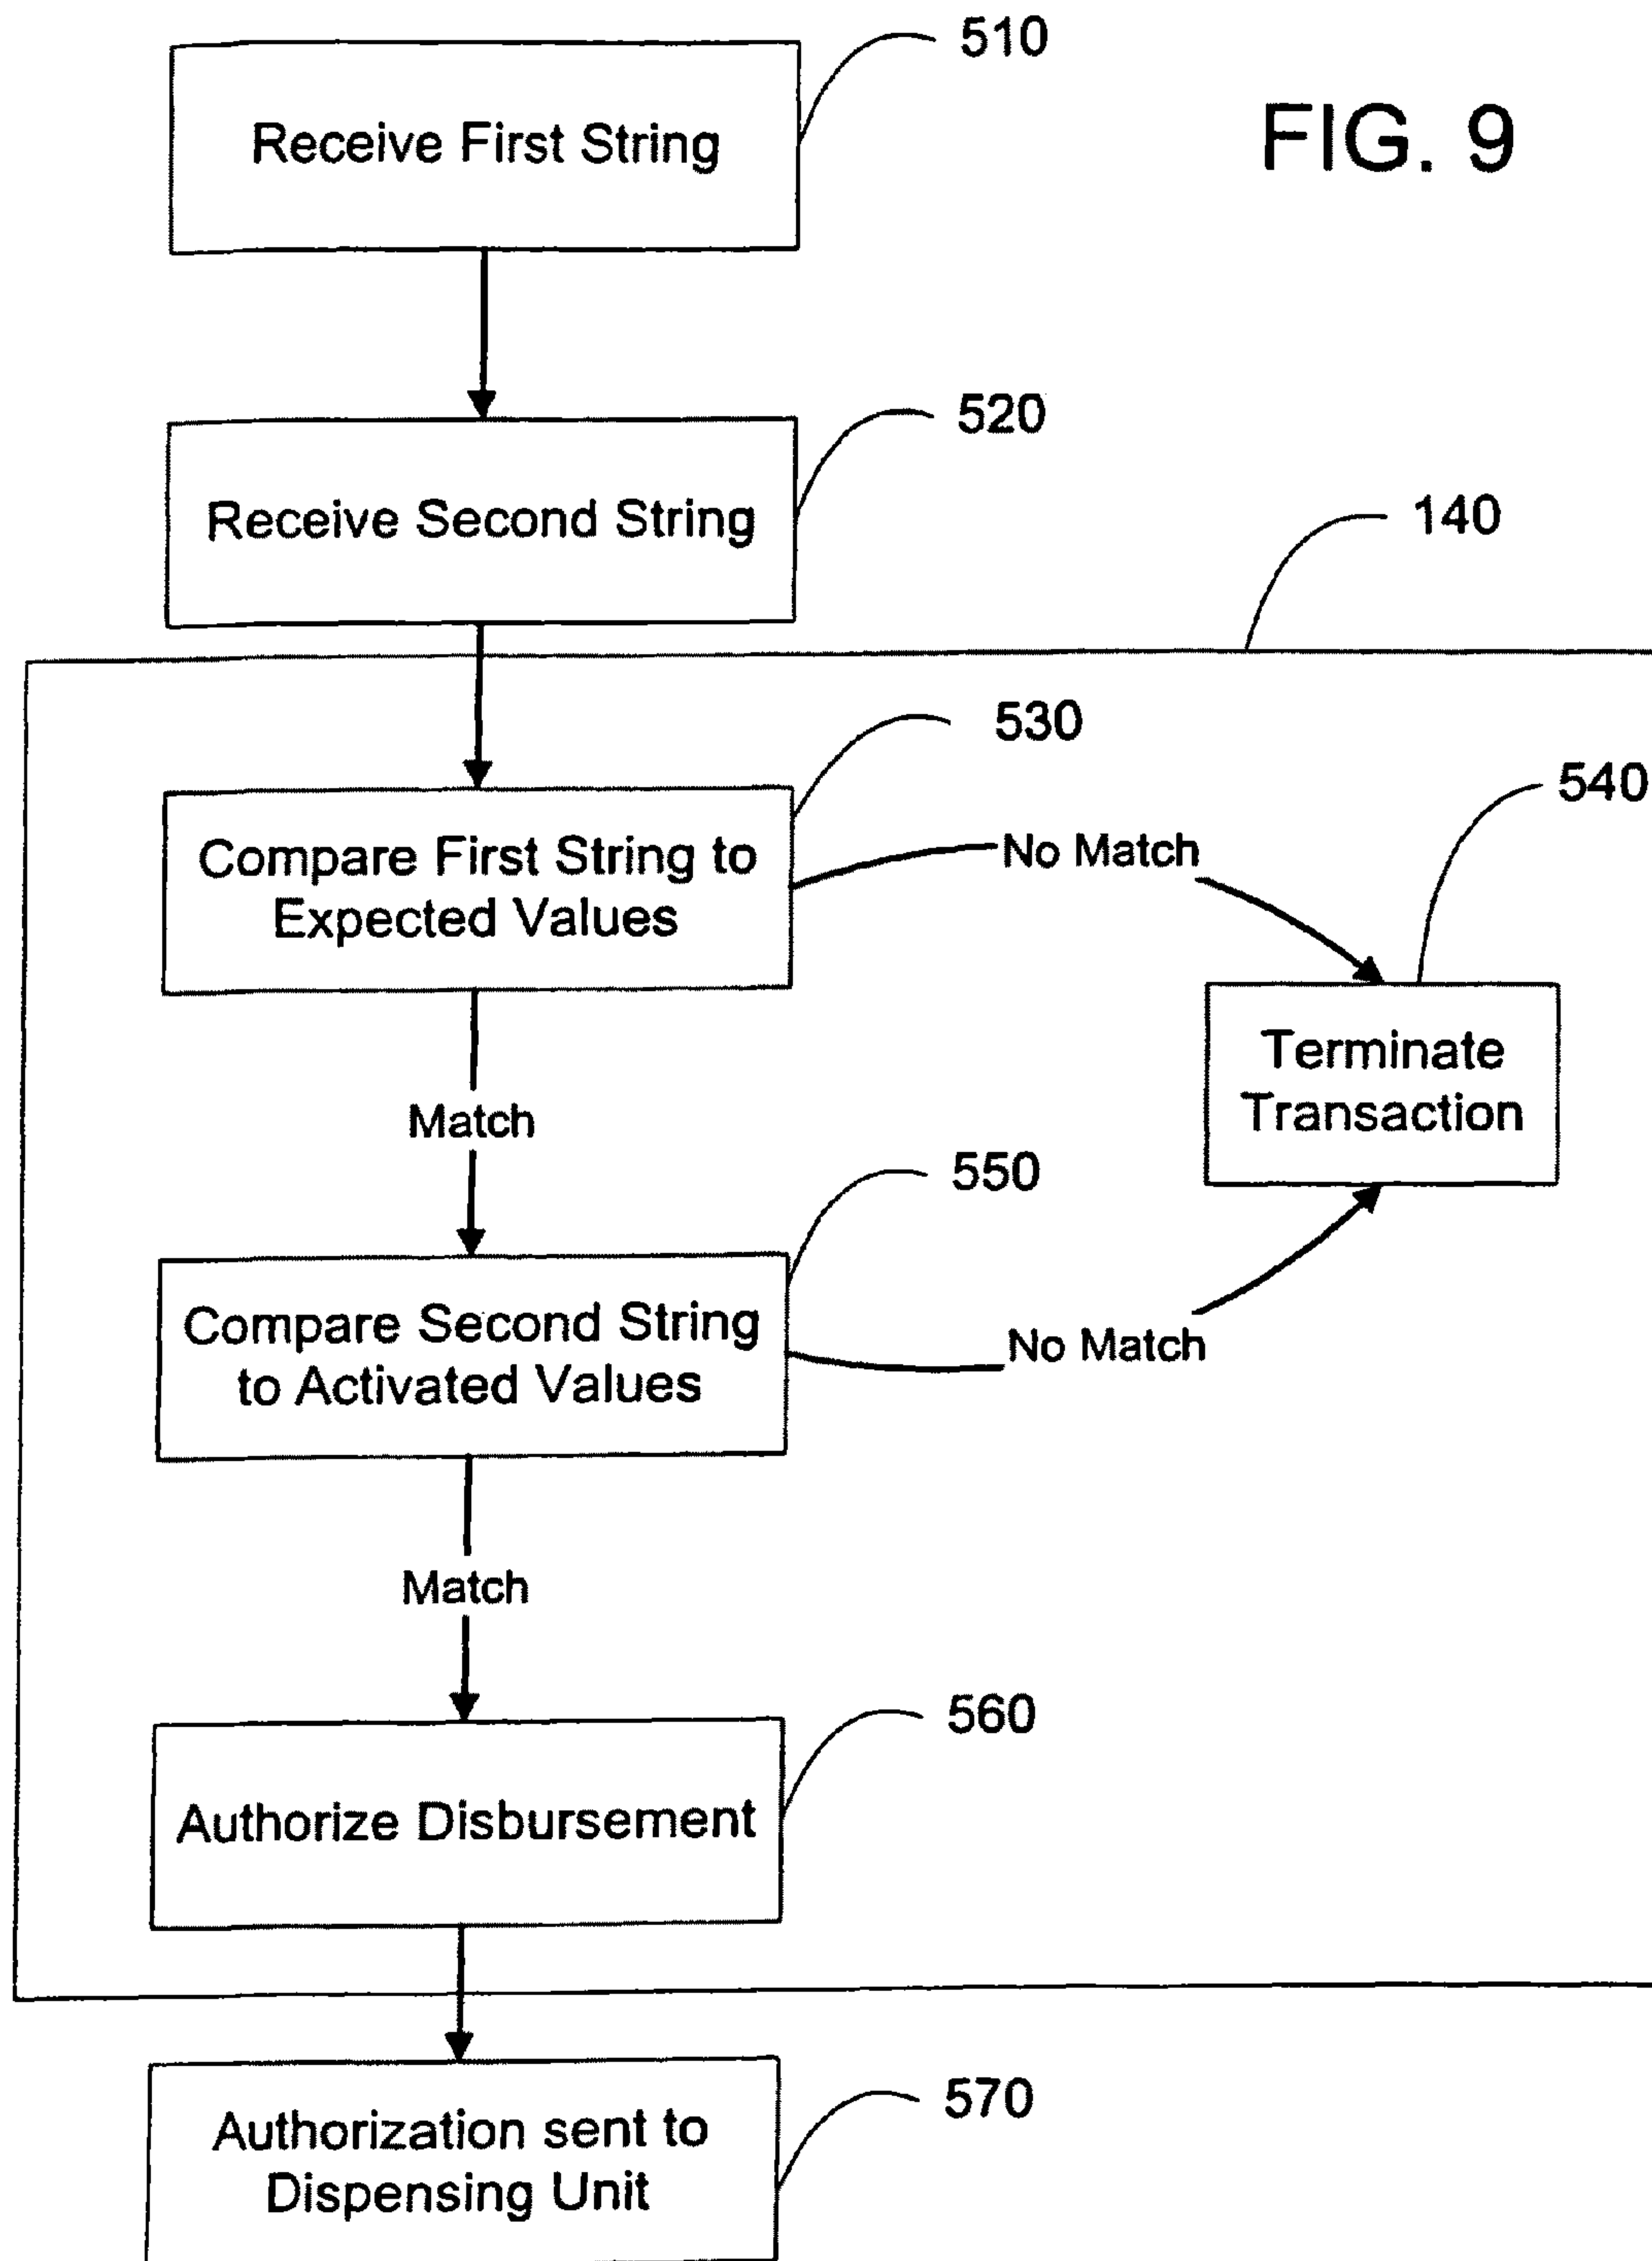 510
FIG. 9
Receive First String
520
Receive Second String
140
530
540
Compare First String to
Expected Values
No Match
Terminate
Transaction
Match
550
Compare Second String
to Activated Values
No Match
Match
560
Authorize Disbursement
570
Authorization sent to
Dispensing Unit